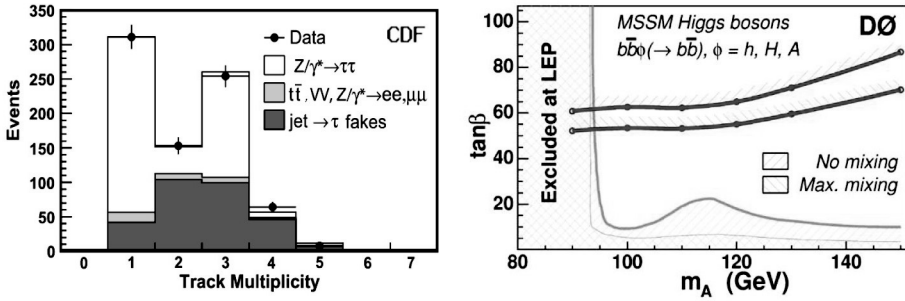 350
300
250
200
150
100
50
0
Events
CDF
Data
Z/γ*→ττ
tt̄, VV, Z/γ*→ee,μμ
jet→τ fakes
0 1 2 3 4 5 6 7
Track Multiplicity
100
80
60
40
20
tanβ
Excluded at LEP
MSSM Higgs bosons
DØ
bb̄φ(→bb̄), φ = h, H, A
No mixing
Max. mixing
80 100 120 140
m_A (GeV)